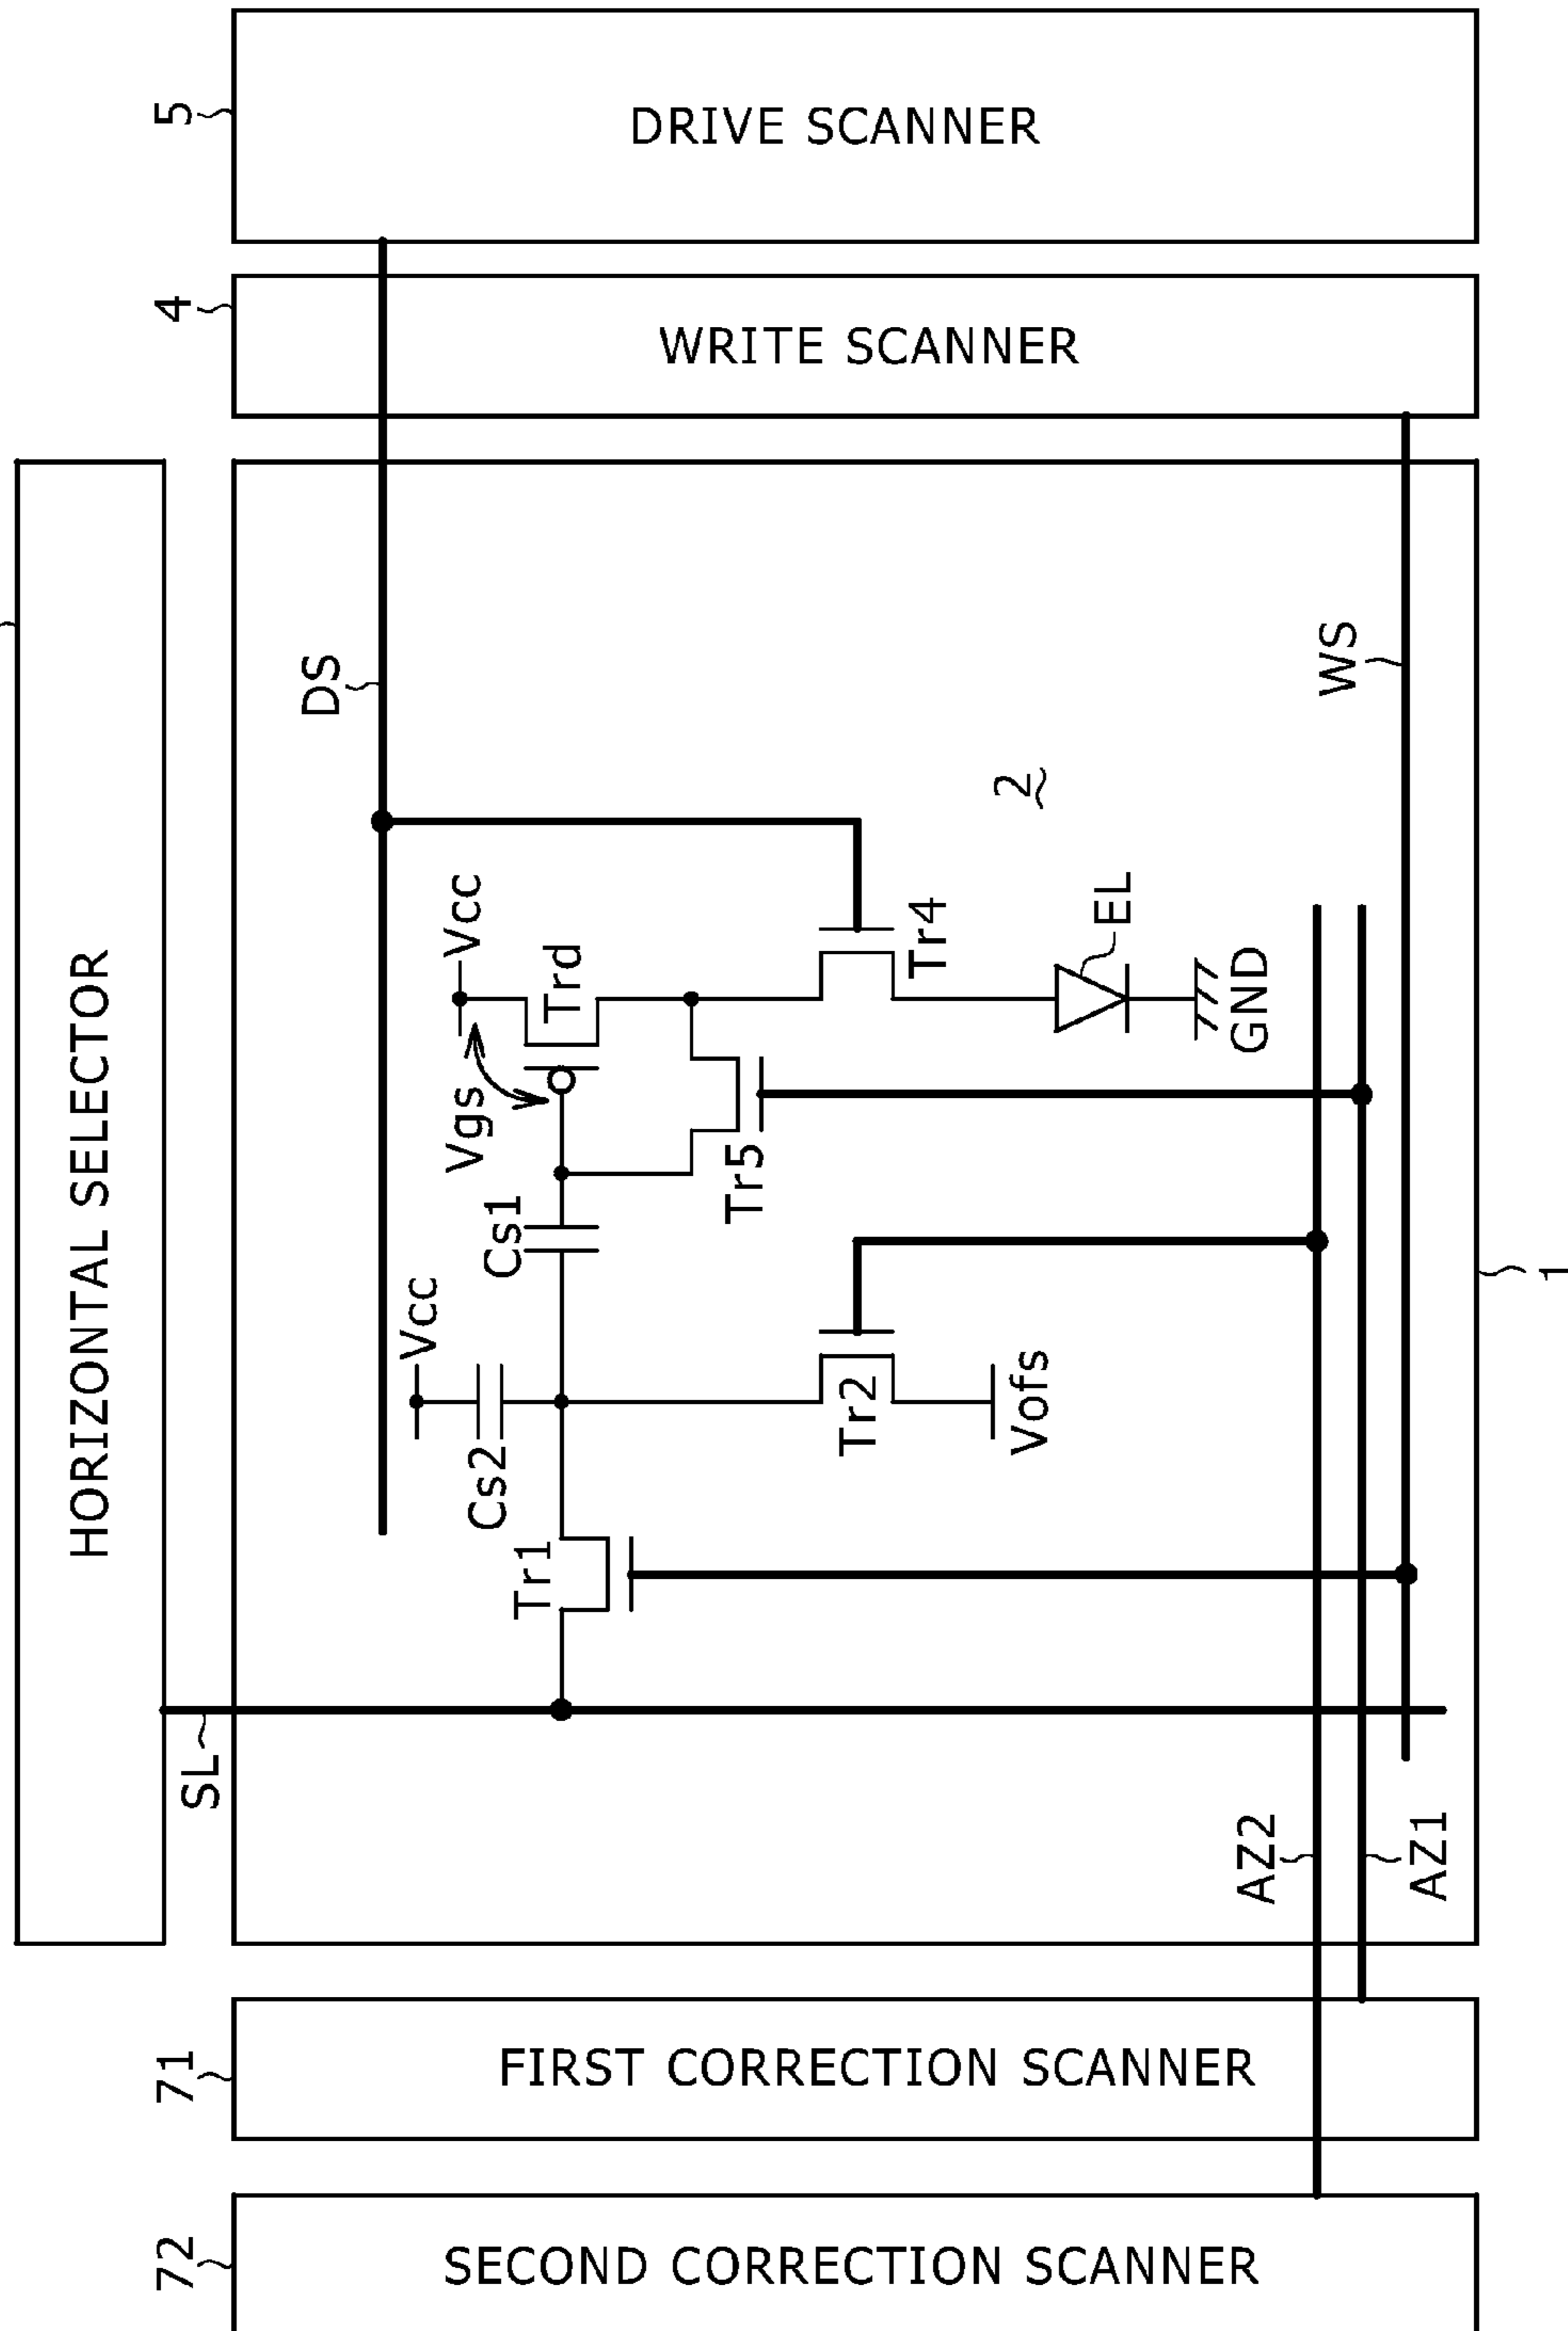 5
DRIVE SCANNER
4
WRITE SCANNER
HORIZONTAL SELECTOR
DS
WS
2
Vcc
Trd
Tr4
EL
GND
Vgs
Tr5
Cs1
Vcc
Cs2
Tr2
Vofs
Tr1
1
SL
AZ2
AZ1
71
FIRST CORRECTION SCANNER
72
SECOND CORRECTION SCANNER